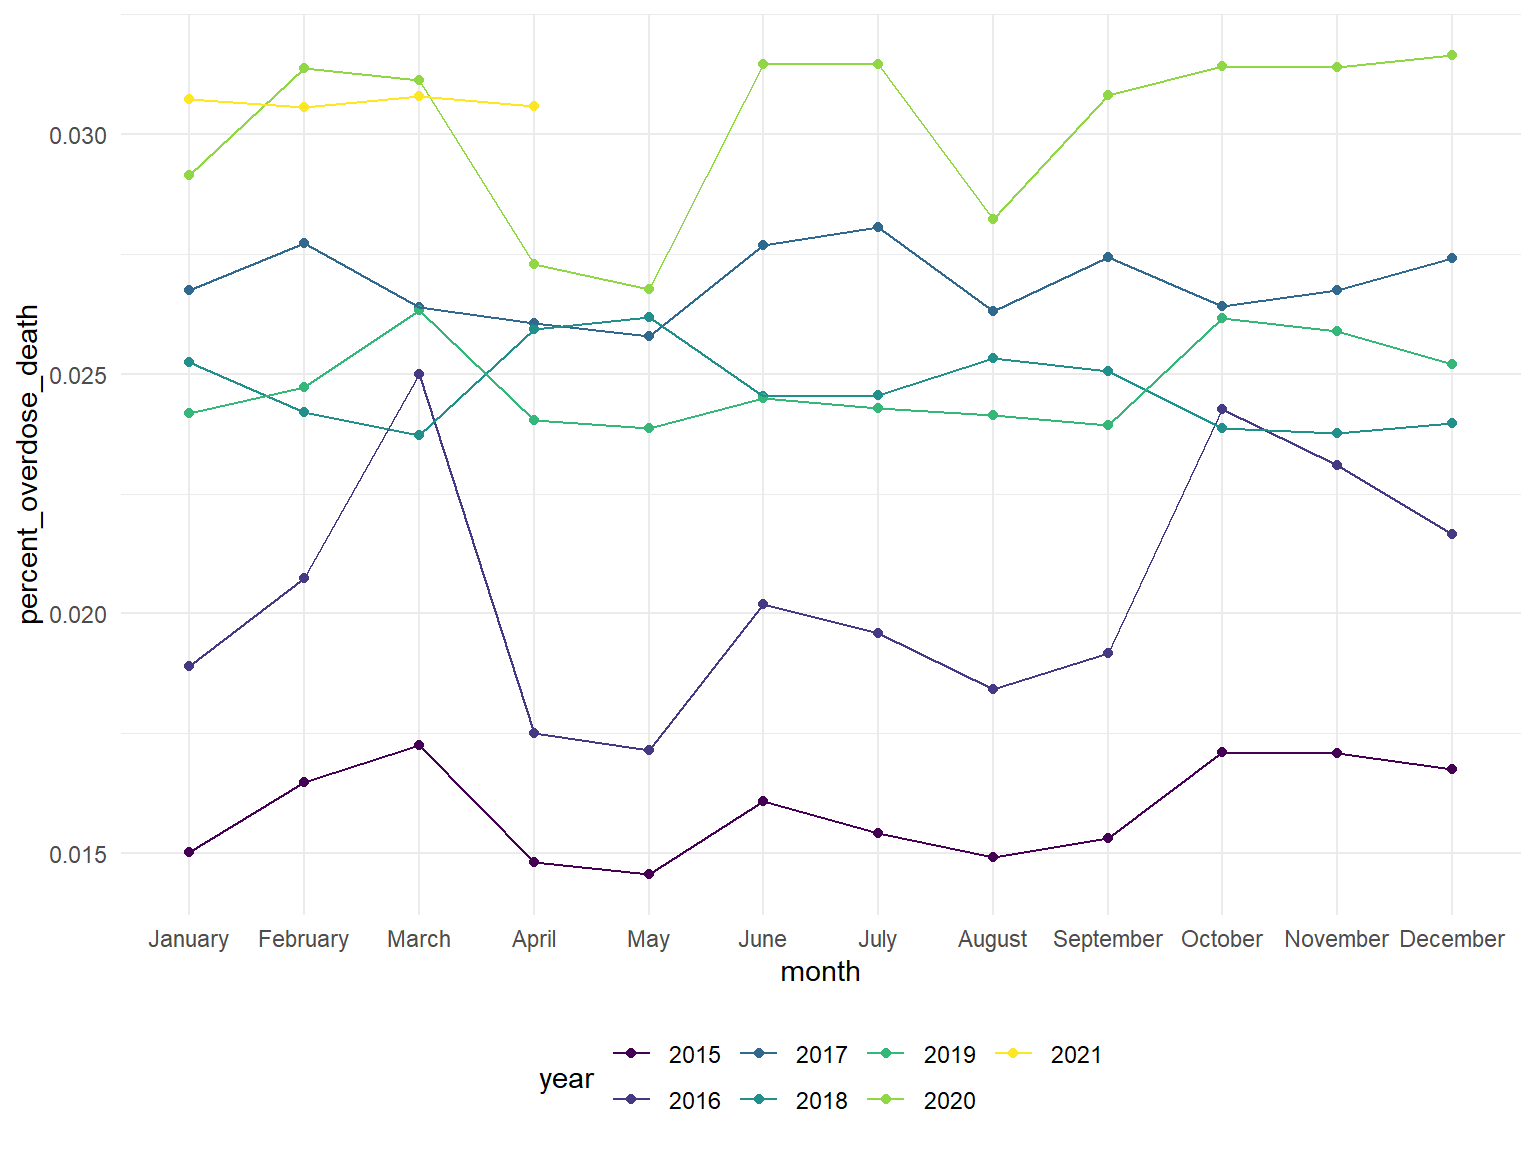 percent_overdose_death
0.030
0.025
0.020
0.015
January February March April May June July August September October November December
month
year
2015 2017 2019 2021
2016 2018 2020